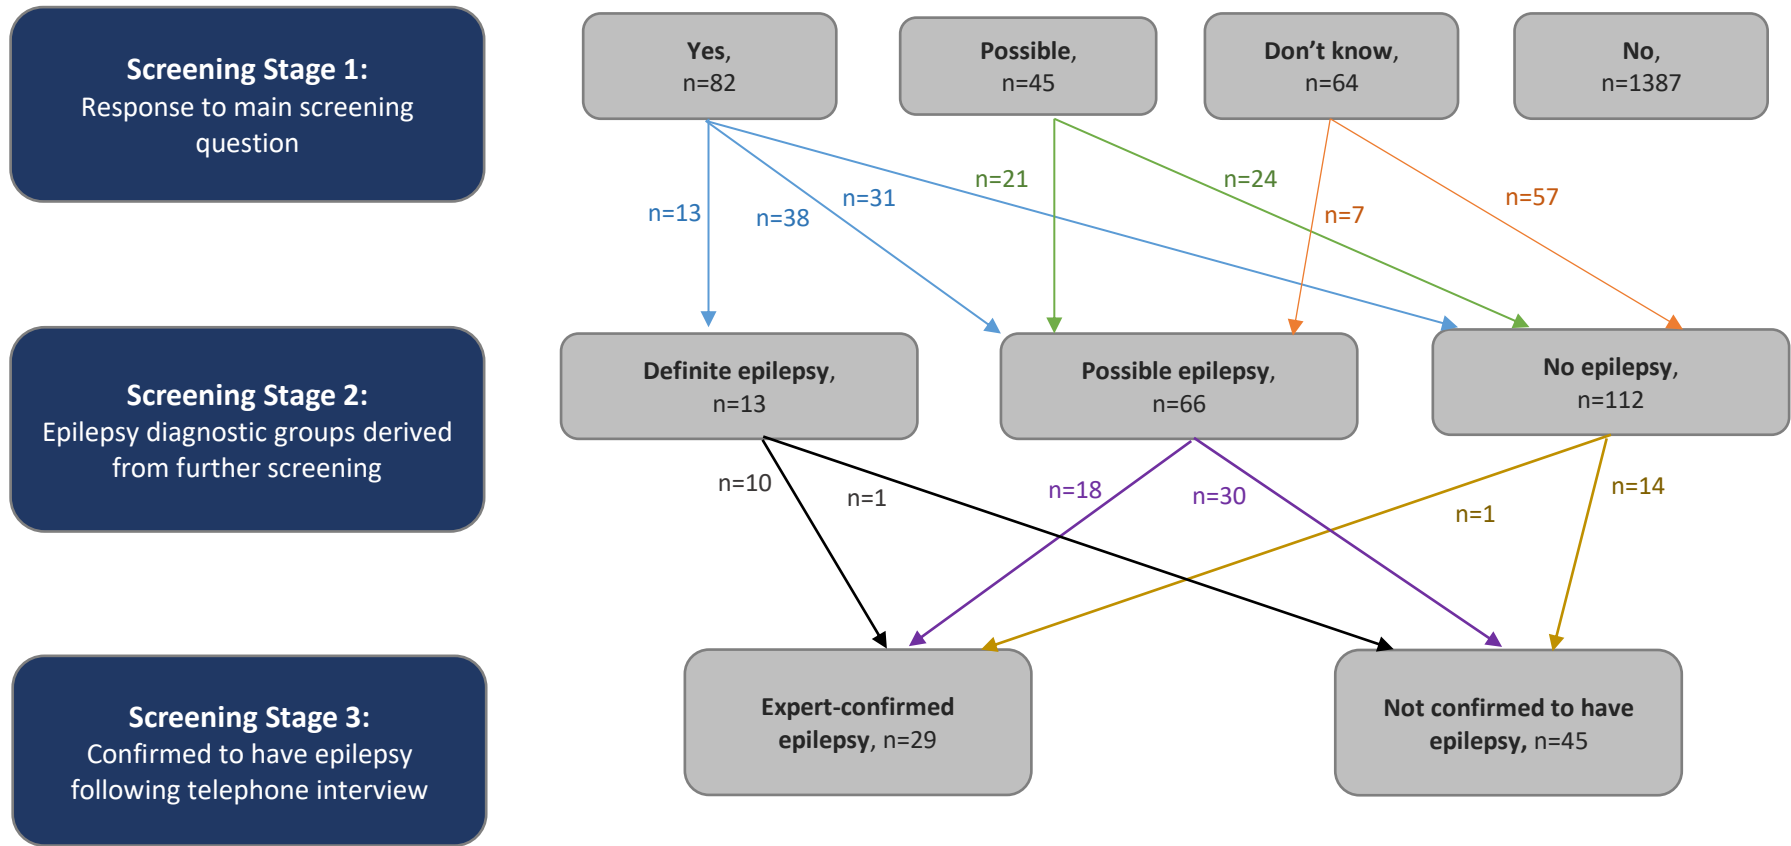 Screening Stage 1:
Response to main screening
question
Yes,
n=82
Possible,
n=45
Don't know,
n=64
No,
n=1387
n=13
n=38
n=31
n=21
n=24
n=7
n=57
Screening Stage 2:
Epilepsy diagnostic groups derived
from further screening
Definite epilepsy,
n=13
Possible epilepsy,
n=66
No epilepsy,
n=112
n=10
n=1
n=18
n=30
n=1
n=14
Screening Stage 3:
Confirmed to have epilepsy
following telephone interview
Expert-confirmed
epilepsy, n=29
Not confirmed to have
epilepsy, n=45